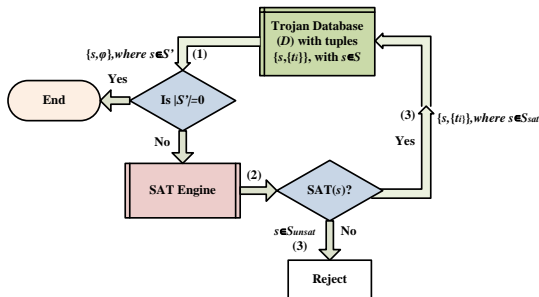 Trojan Database
(D) with tuples
{s,{ti}}, with s∈S
{s,φ},where s∈S'
(1)
Yes
End
Is |S'|=0
No
(3)
{s,{ti}},where s∈Ssat
Yes
SAT Engine
(2)
SAT(s)?
s∈Sunsat
No
(3)
Reject